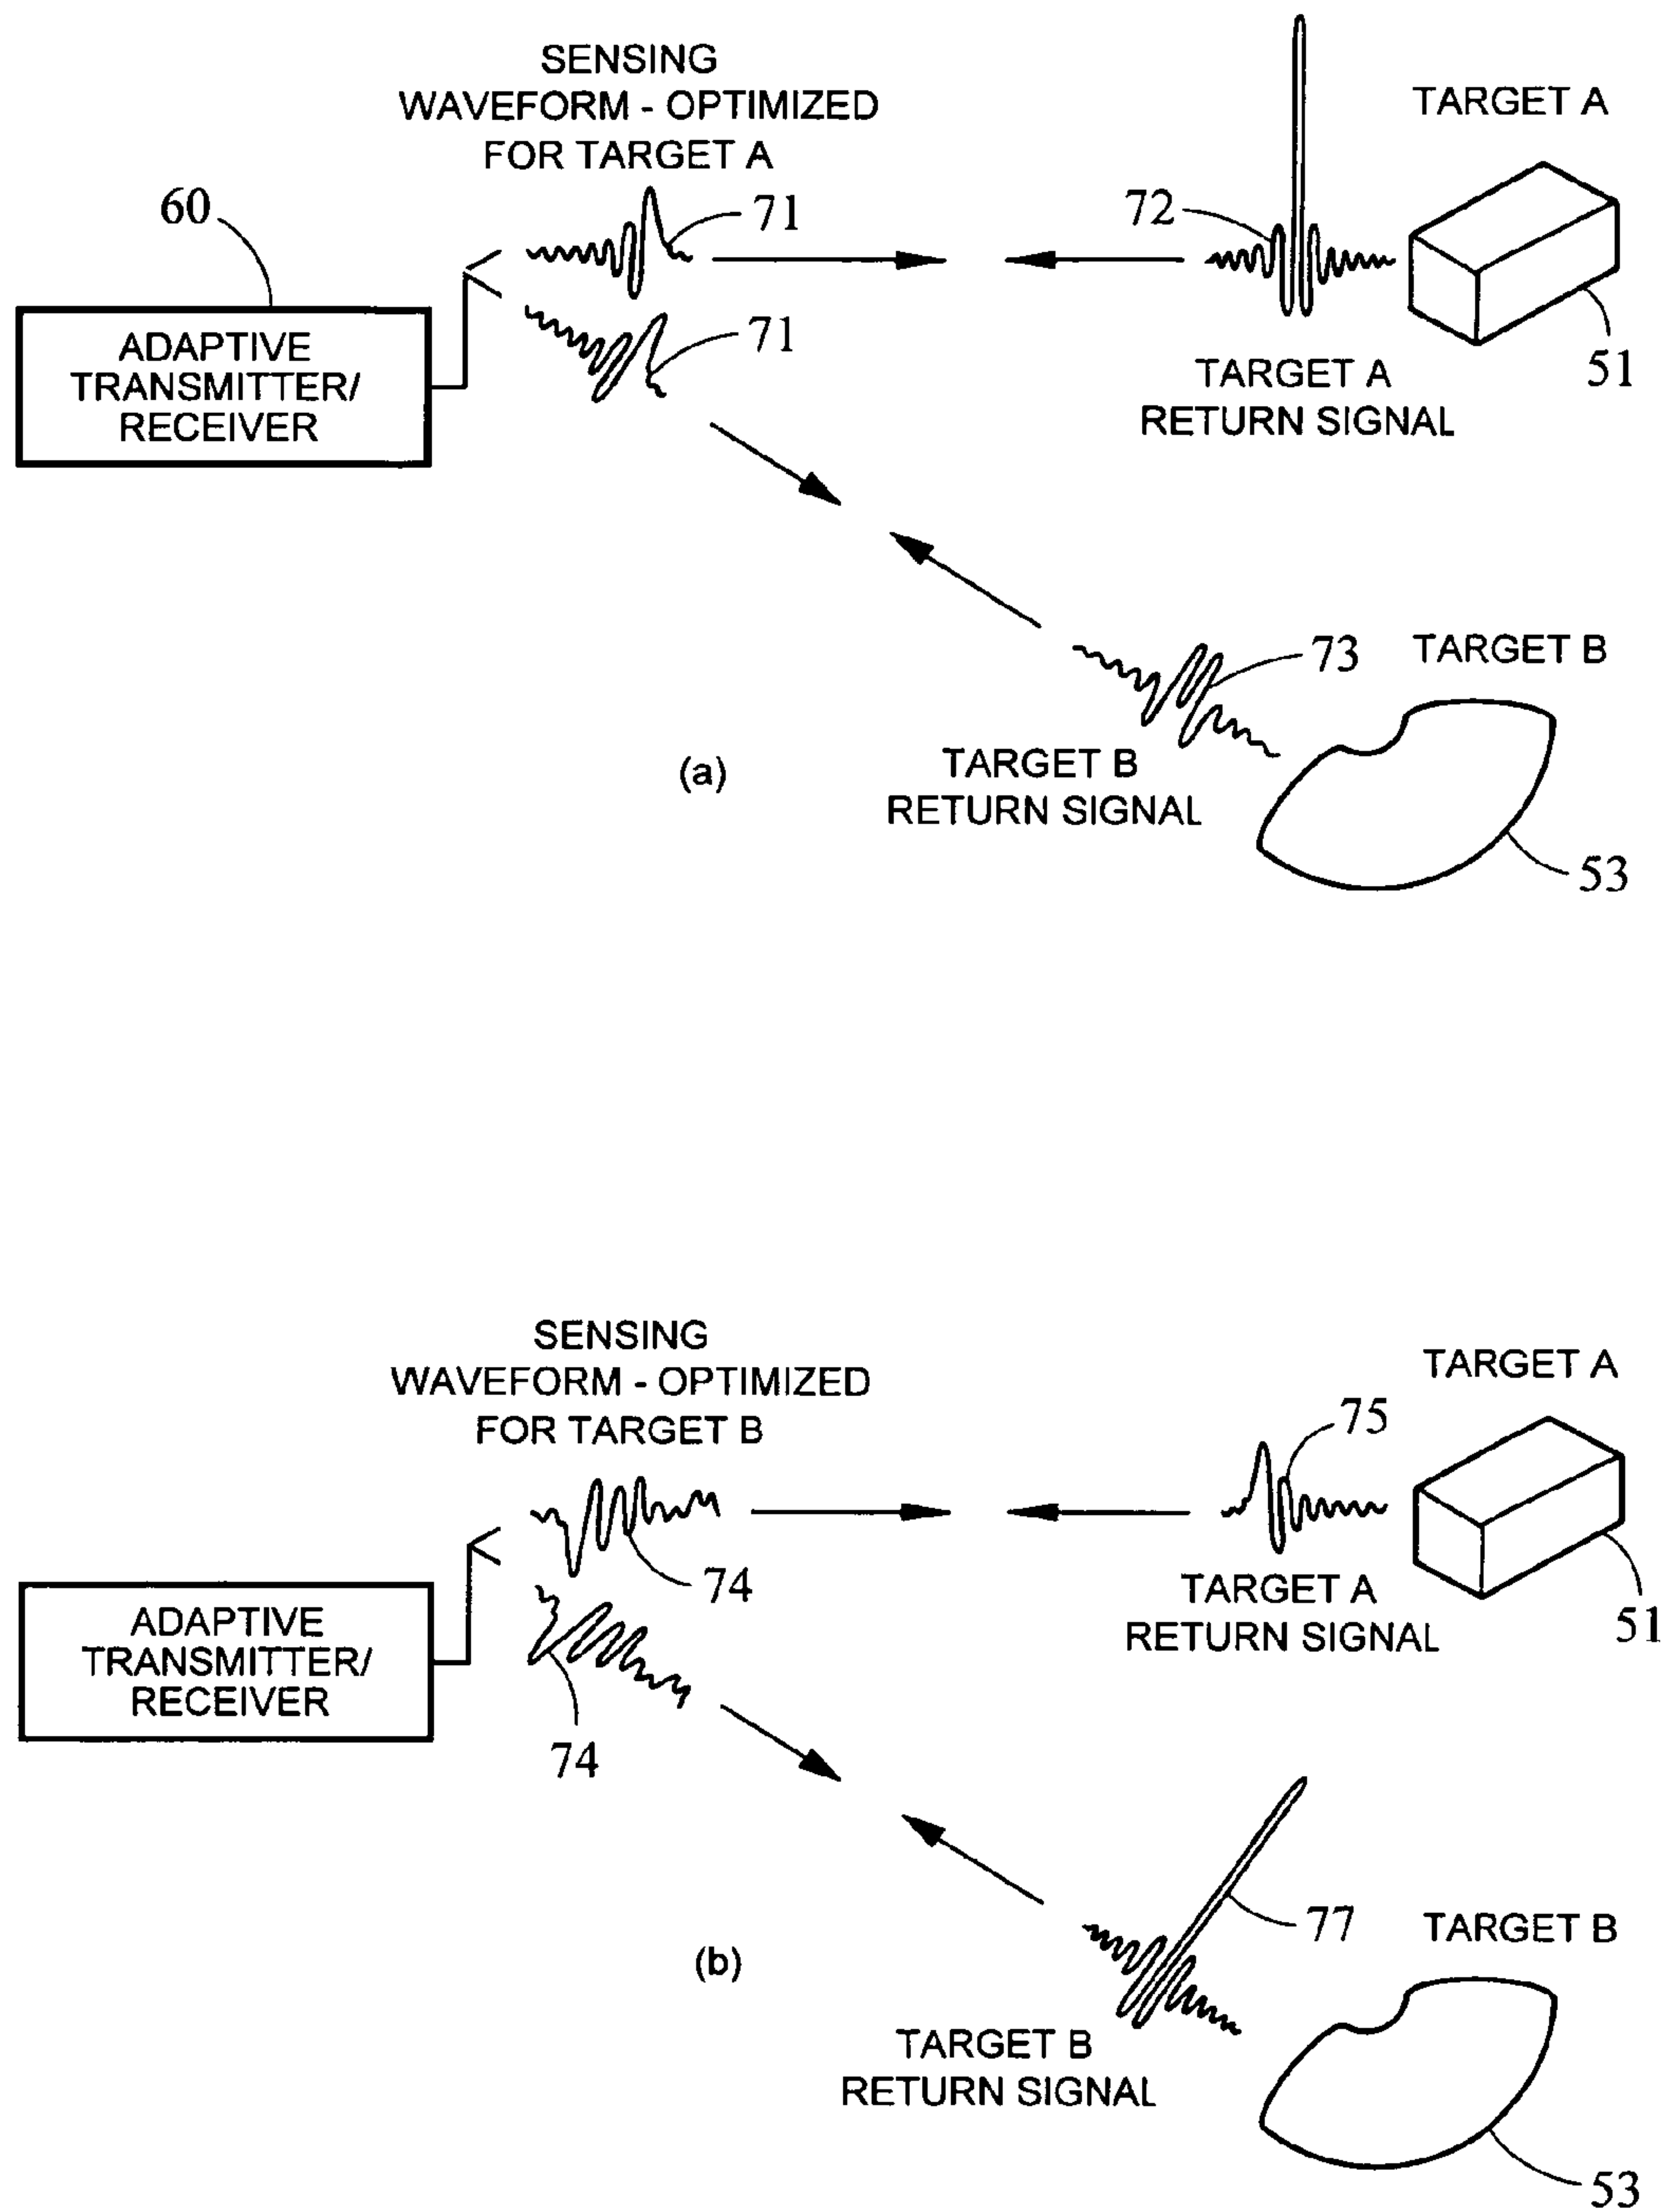 SENSING
WAVEFORM - OPTIMIZED
FOR TARGET A
TARGET A
60
71
72
ADAPTIVE
TRANSMITTER/
RECEIVER
71
TARGET A
RETURN SIGNAL
51
73
TARGET B
(a)
TARGET B
RETURN SIGNAL
53
SENSING
WAVEFORM - OPTIMIZED
FOR TARGET B
TARGET A
75
74
ADAPTIVE
TRANSMITTER/
RECEIVER
TARGET A
RETURN SIGNAL
51
74
77
TARGET B
(b)
TARGET B
RETURN SIGNAL
53